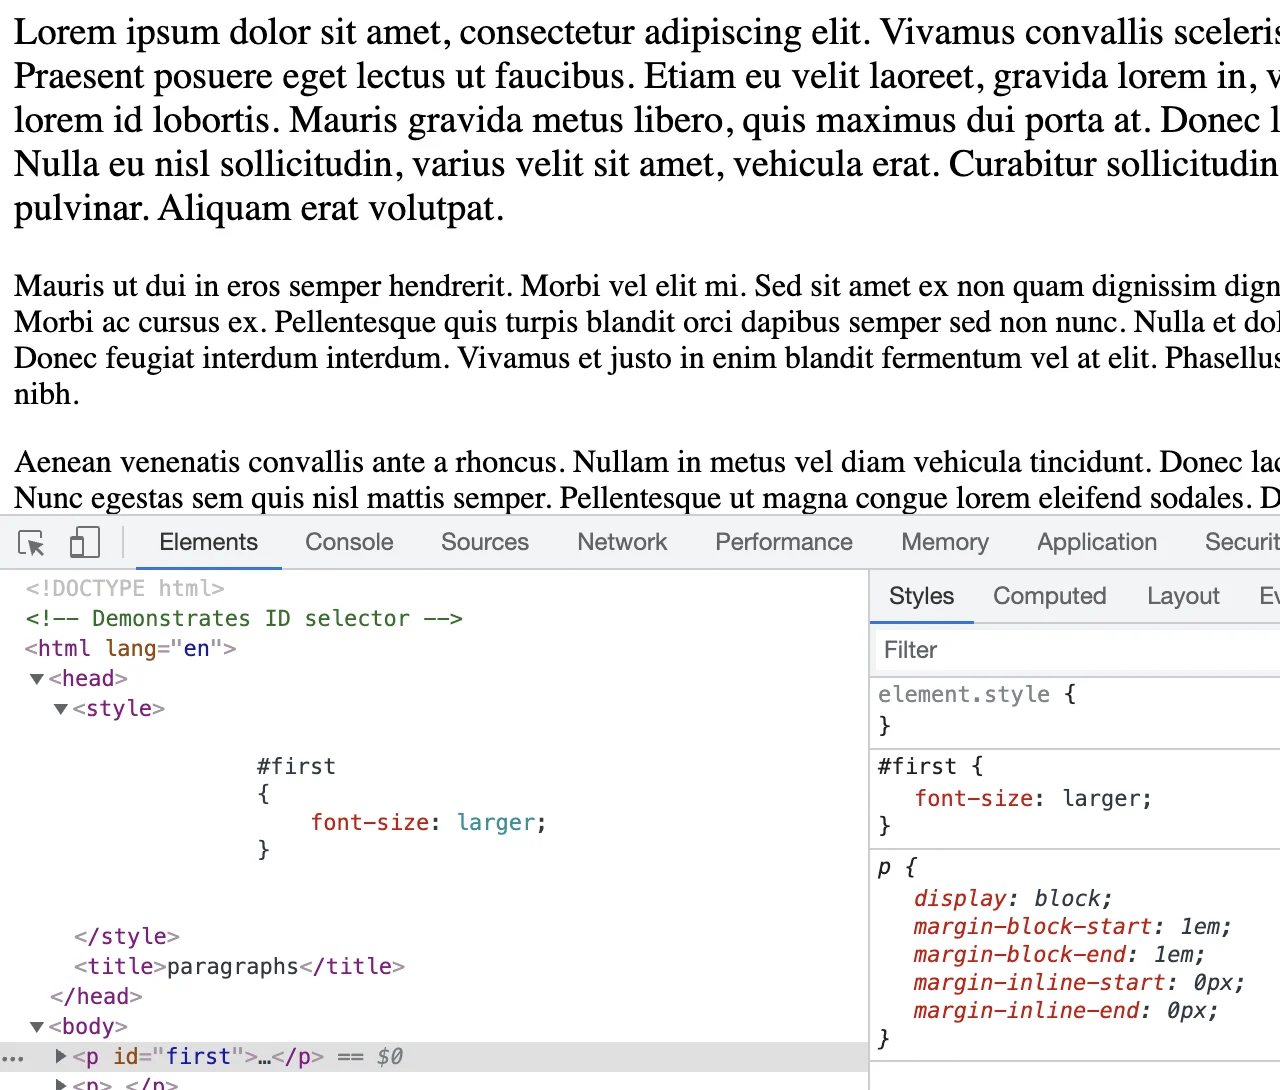 Lorem ipsum dolor sit amet, consectetur adipiscing elit. Vivamus convallis sceleris
Praesent posuere eget lectus ut faucibus. Etiam eu velit laoreet, gravida lorem in, v
lorem id lobortis. Mauris gravida metus libero, quis maximus dui porta at. Donec l
Nulla eu nisl sollicitudin, varius velit sit amet, vehicula erat. Curabitur sollicitudin
pulvinar. Aliquam erat volutpat.
Mauris ut dui in eros semper hendrerit. Morbi vel elit mi. Sed sit amet ex non quam dignissim dign
Morbi ac cursus ex. Pellentesque quis turpis blandit orci dapibus semper sed non nunc. Nulla et dol
Donec feugiat interdum interdum. Vivamus et justo in enim blandit fermentum vel at elit. Phasellus
nibh.
Aenean venenatis convallis ante a rhoncus. Nullam in metus vel diam vehicula tincidunt. Donec lac
Nunc egestas sem quis nisl mattis semper. Pellentesque ut magna congue lorem eleifend sodales. D
Elements Console Sources Network Performance Memory Application Securit
<!DOCTYPE html>
<!-- Demonstrates ID selector -->
<html lang="en">
<head>
<style>
#first
{
font-size: larger;
}
</style>
<title>paragraphs</title>
</head>
<body>
... <p id="first">…</p> == $0
<p> </p>
Styles Computed Layout Ev
Filter
element.style {
}
#first {
font-size: larger;
}
p {
display: block;
margin-block-start: 1em;
margin-block-end: 1em;
margin-inline-start: 0px;
margin-inline-end: 0px;
}